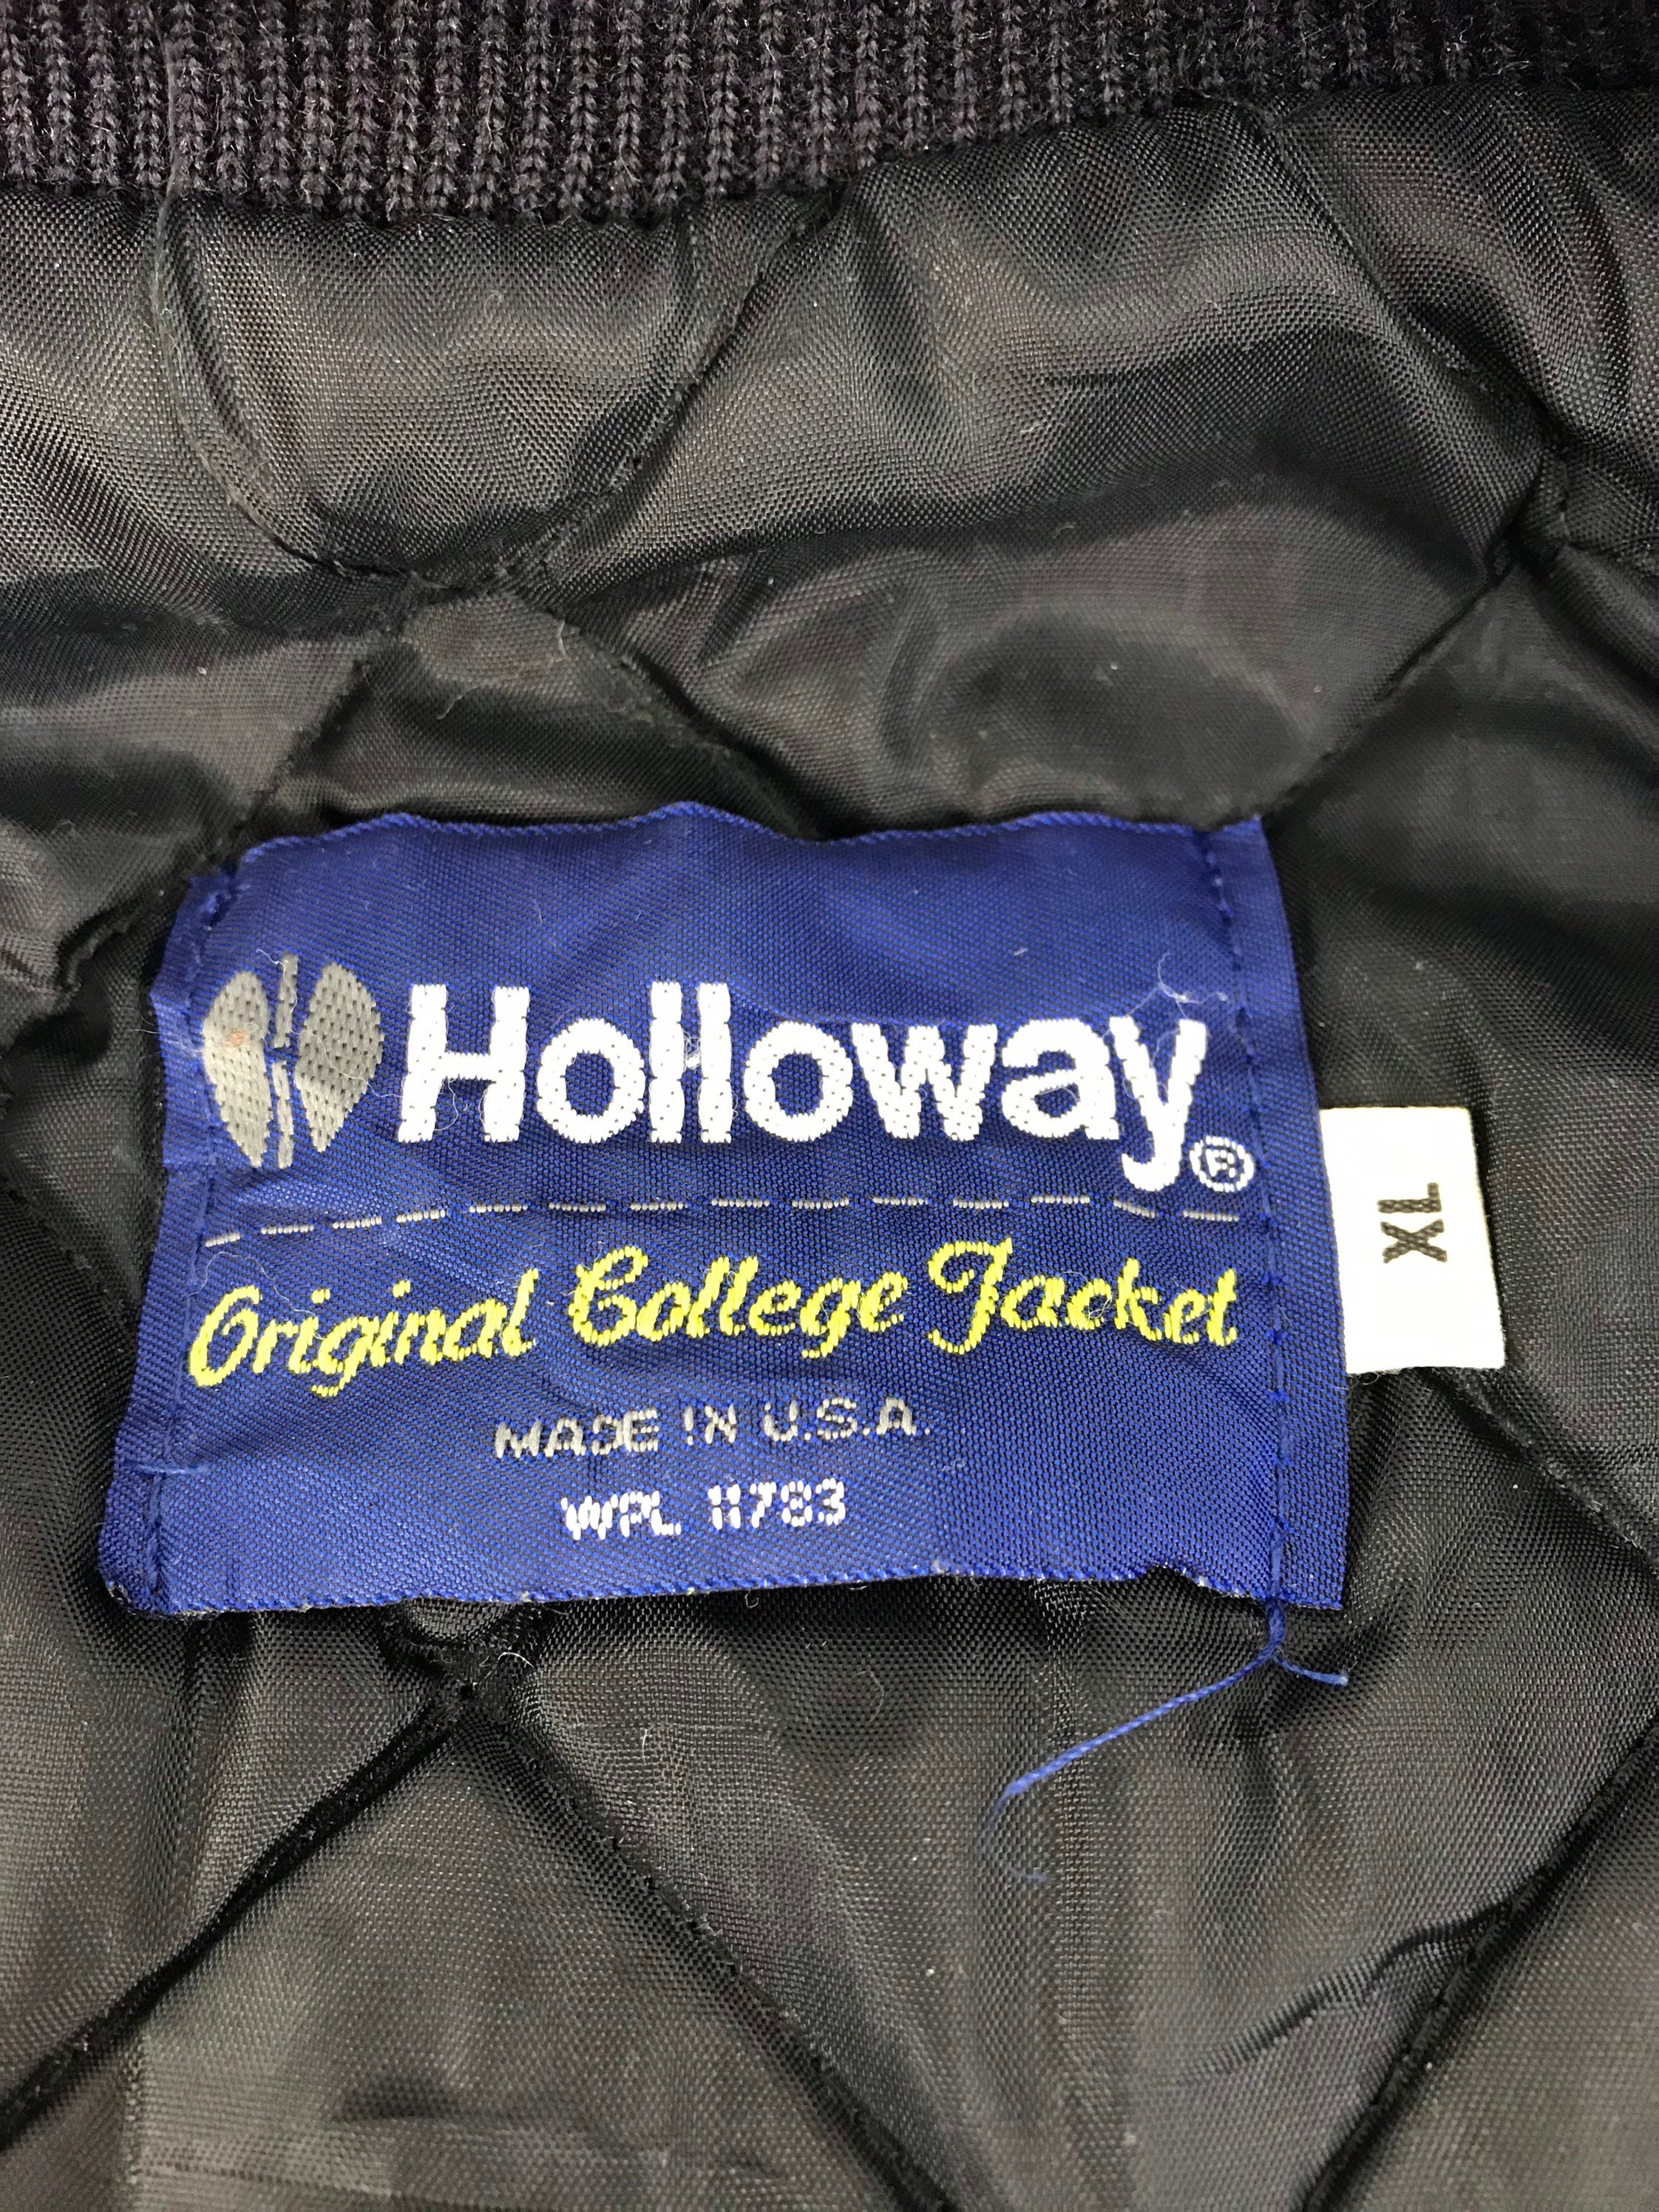 Holloway®
Original College Jacket
MADE IN U.S.A.
WPL 11783
XL